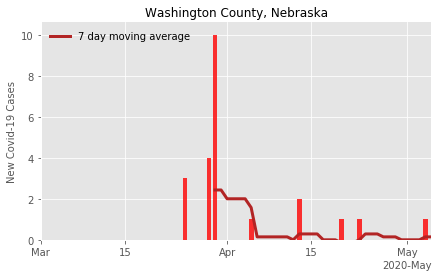 Washington County, Nebraska
7 day moving average
New Covid-19 Cases
10
8
6
4
2
0
Mar
15
Apr
15
May
2020-May